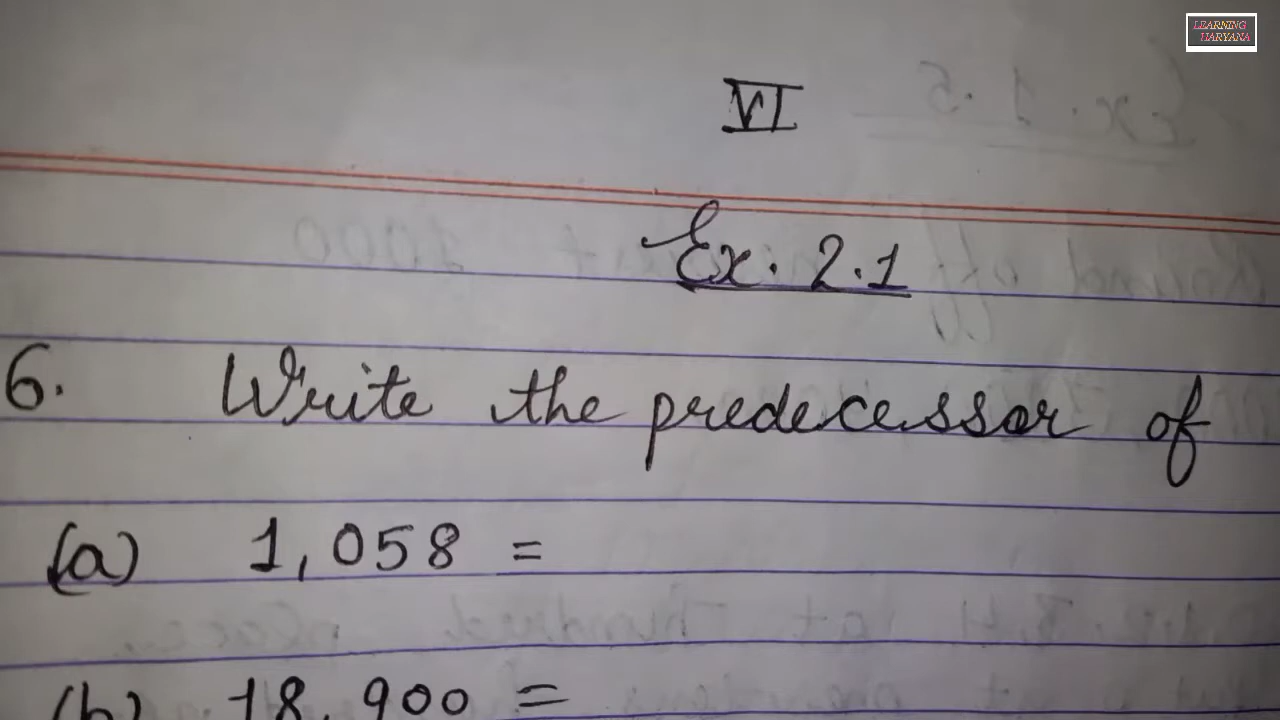 LEARNING
HARYANA
VI
Ex. 2.1
6. Write the predecessor of
(a) 1,058 =
(b) 18,900 =